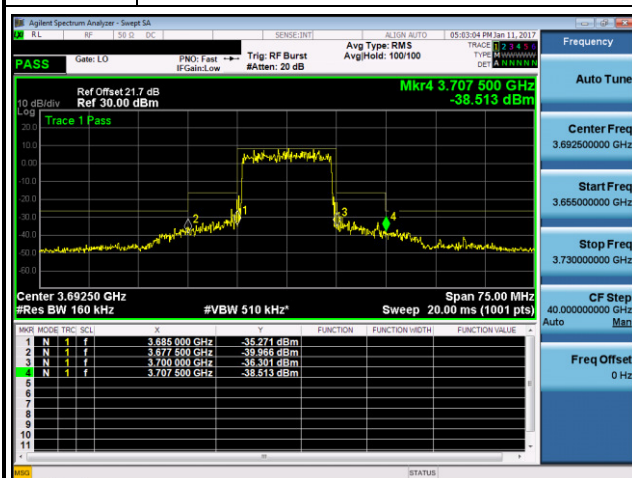 Agilent Spectrum Analyzer - Swept SA
RL RF 50 Ω DC SENSE:INT ALIGN AUTO 05:03:04 PM Jan 11, 2017
PASS Gate: LO PNO: Fast IFGain:Low Trig: RF Burst #Atten: 20 dB Avg Type: RMS Avg|Hold: 100/100 TRACE 1 2 3 4 5 6 TYPE M W W W W W DET A N N N N N
Frequency
Mkr4 3.707 500 GHz
-38.513 dBm
Ref Offset 21.7 dB
10 dB/div Ref 30.00 dBm
Log
Trace 1 Pass
20.0
10.0
0.00
-10.0
-20.0
-30.0
-40.0
-50.0
-60.0
1
2
3
4
Center 3.69250 GHz Span 75.00 MHz
#Res BW 160 kHz #VBW 510 kHz* Sweep 20.00 ms (1001 pts)
MKR MODE TRC SCL X Y FUNCTION FUNCTION WIDTH FUNCTION VALUE
1 N 1 f 3.685 000 GHz -35.271 dBm
2 N 1 f 3.677 500 GHz -39.966 dBm
3 N 1 f 3.700 000 GHz -36.301 dBm
4 N 1 f 3.707 500 GHz -38.513 dBm
5
6
7
8
9
10
11
Auto Tune
Center Freq
3.692500000 GHz
Start Freq
3.655000000 GHz
Stop Freq
3.730000000 GHz
CF Step
40.00000000 GHz
Auto Man
Freq Offset
0 Hz
MSG STATUS